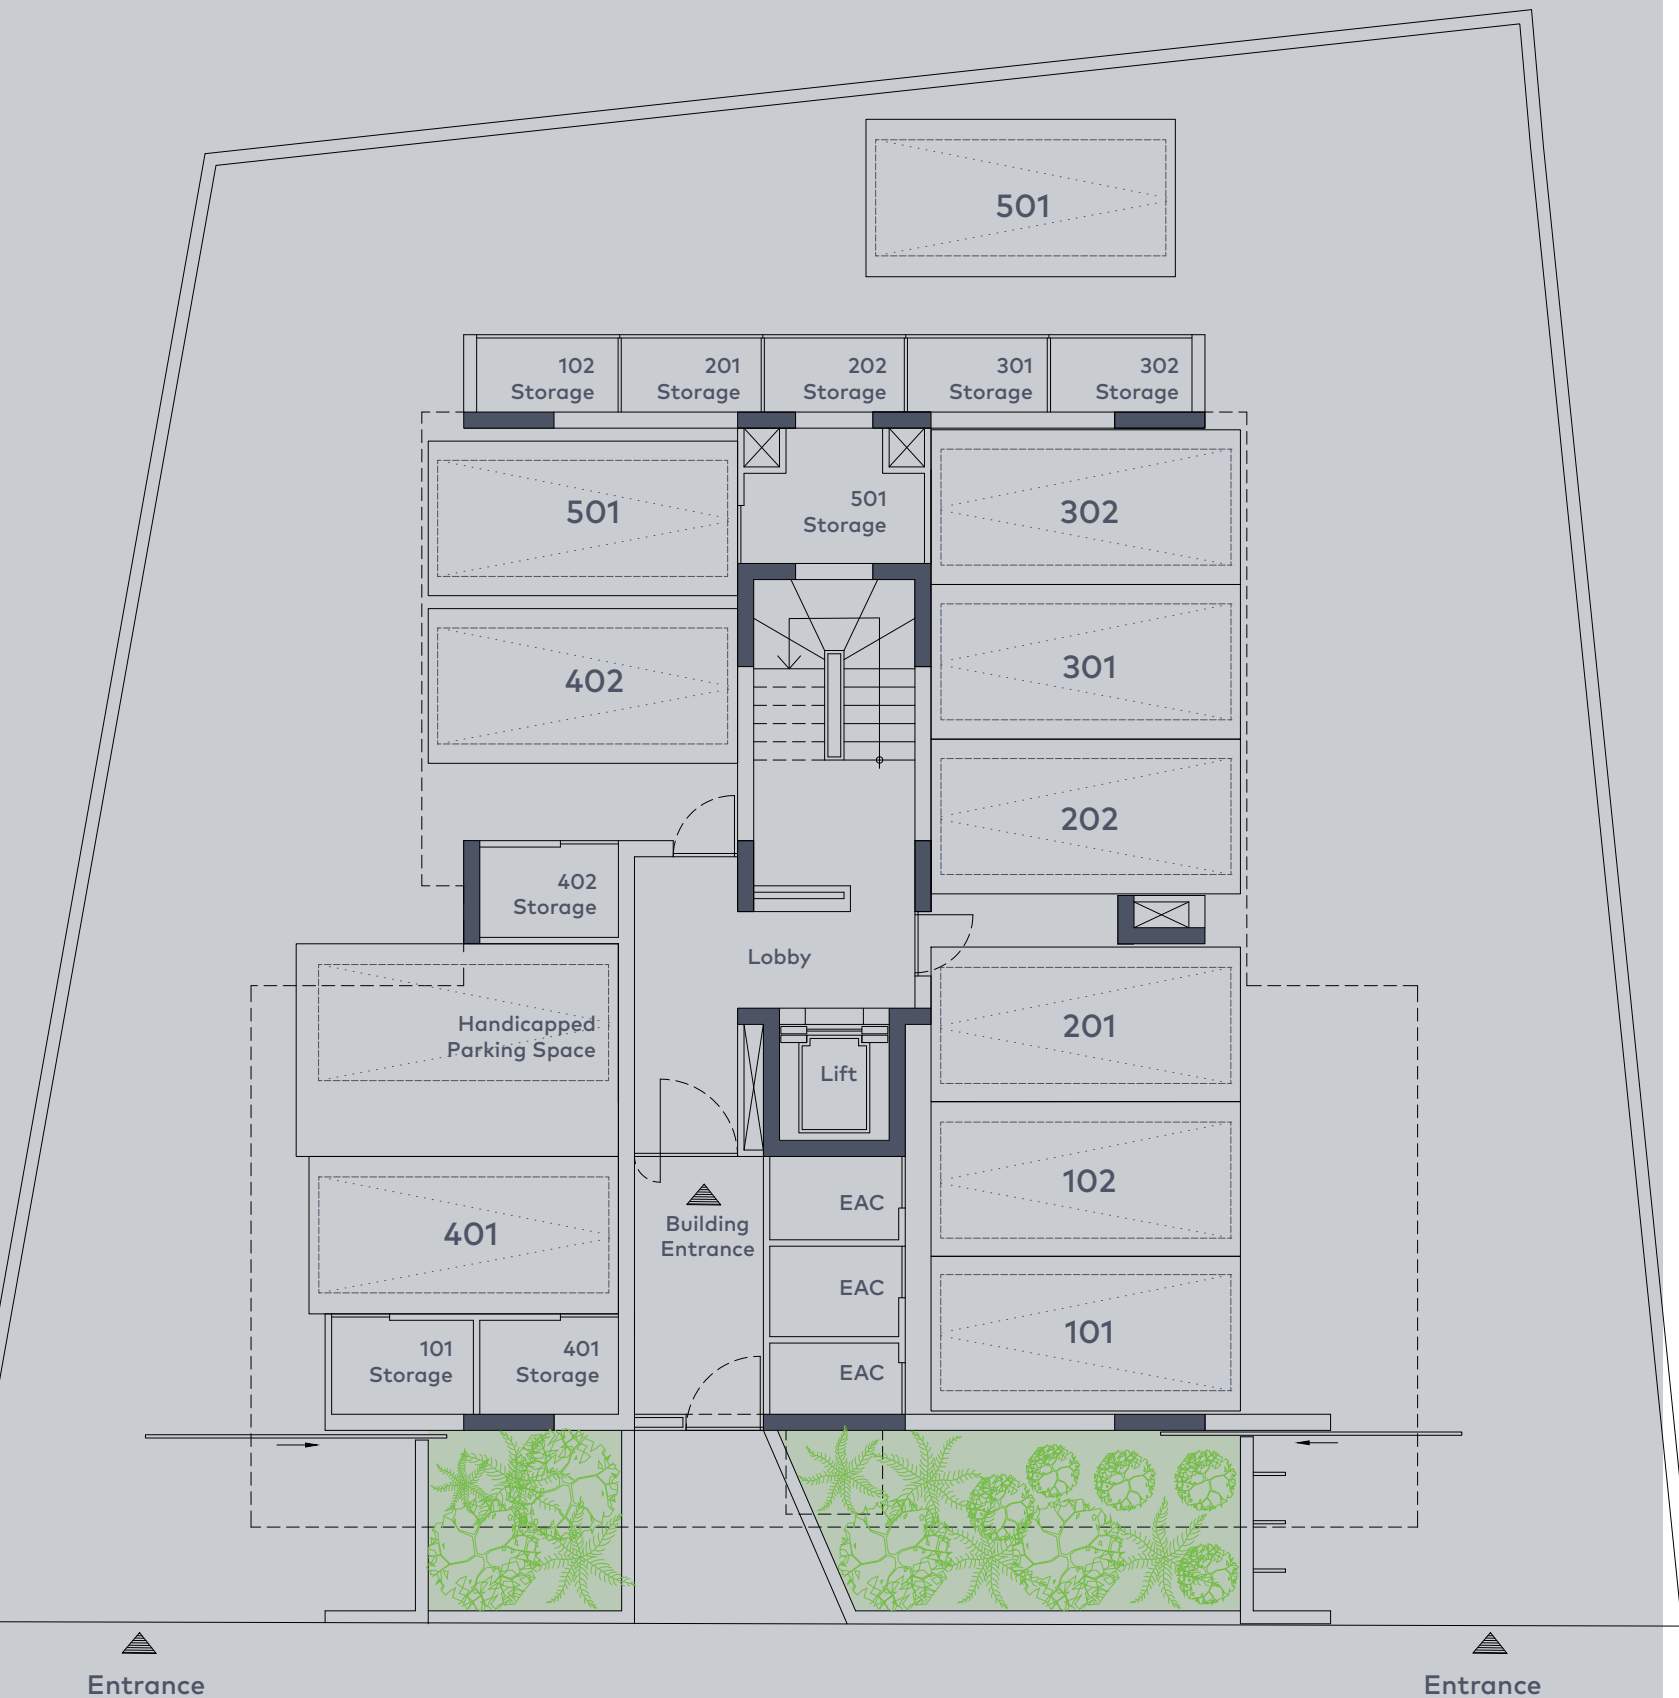 501
102
Storage
201
Storage
202
Storage
301
Storage
302
Storage
501
501
Storage
302
402
301
202
402
Storage
Lobby
Handicapped
Parking Space
201
Lift
401
Building
Entrance
EAC
102
EAC
101
Storage
401
Storage
EAC
101
Entrance
Entrance